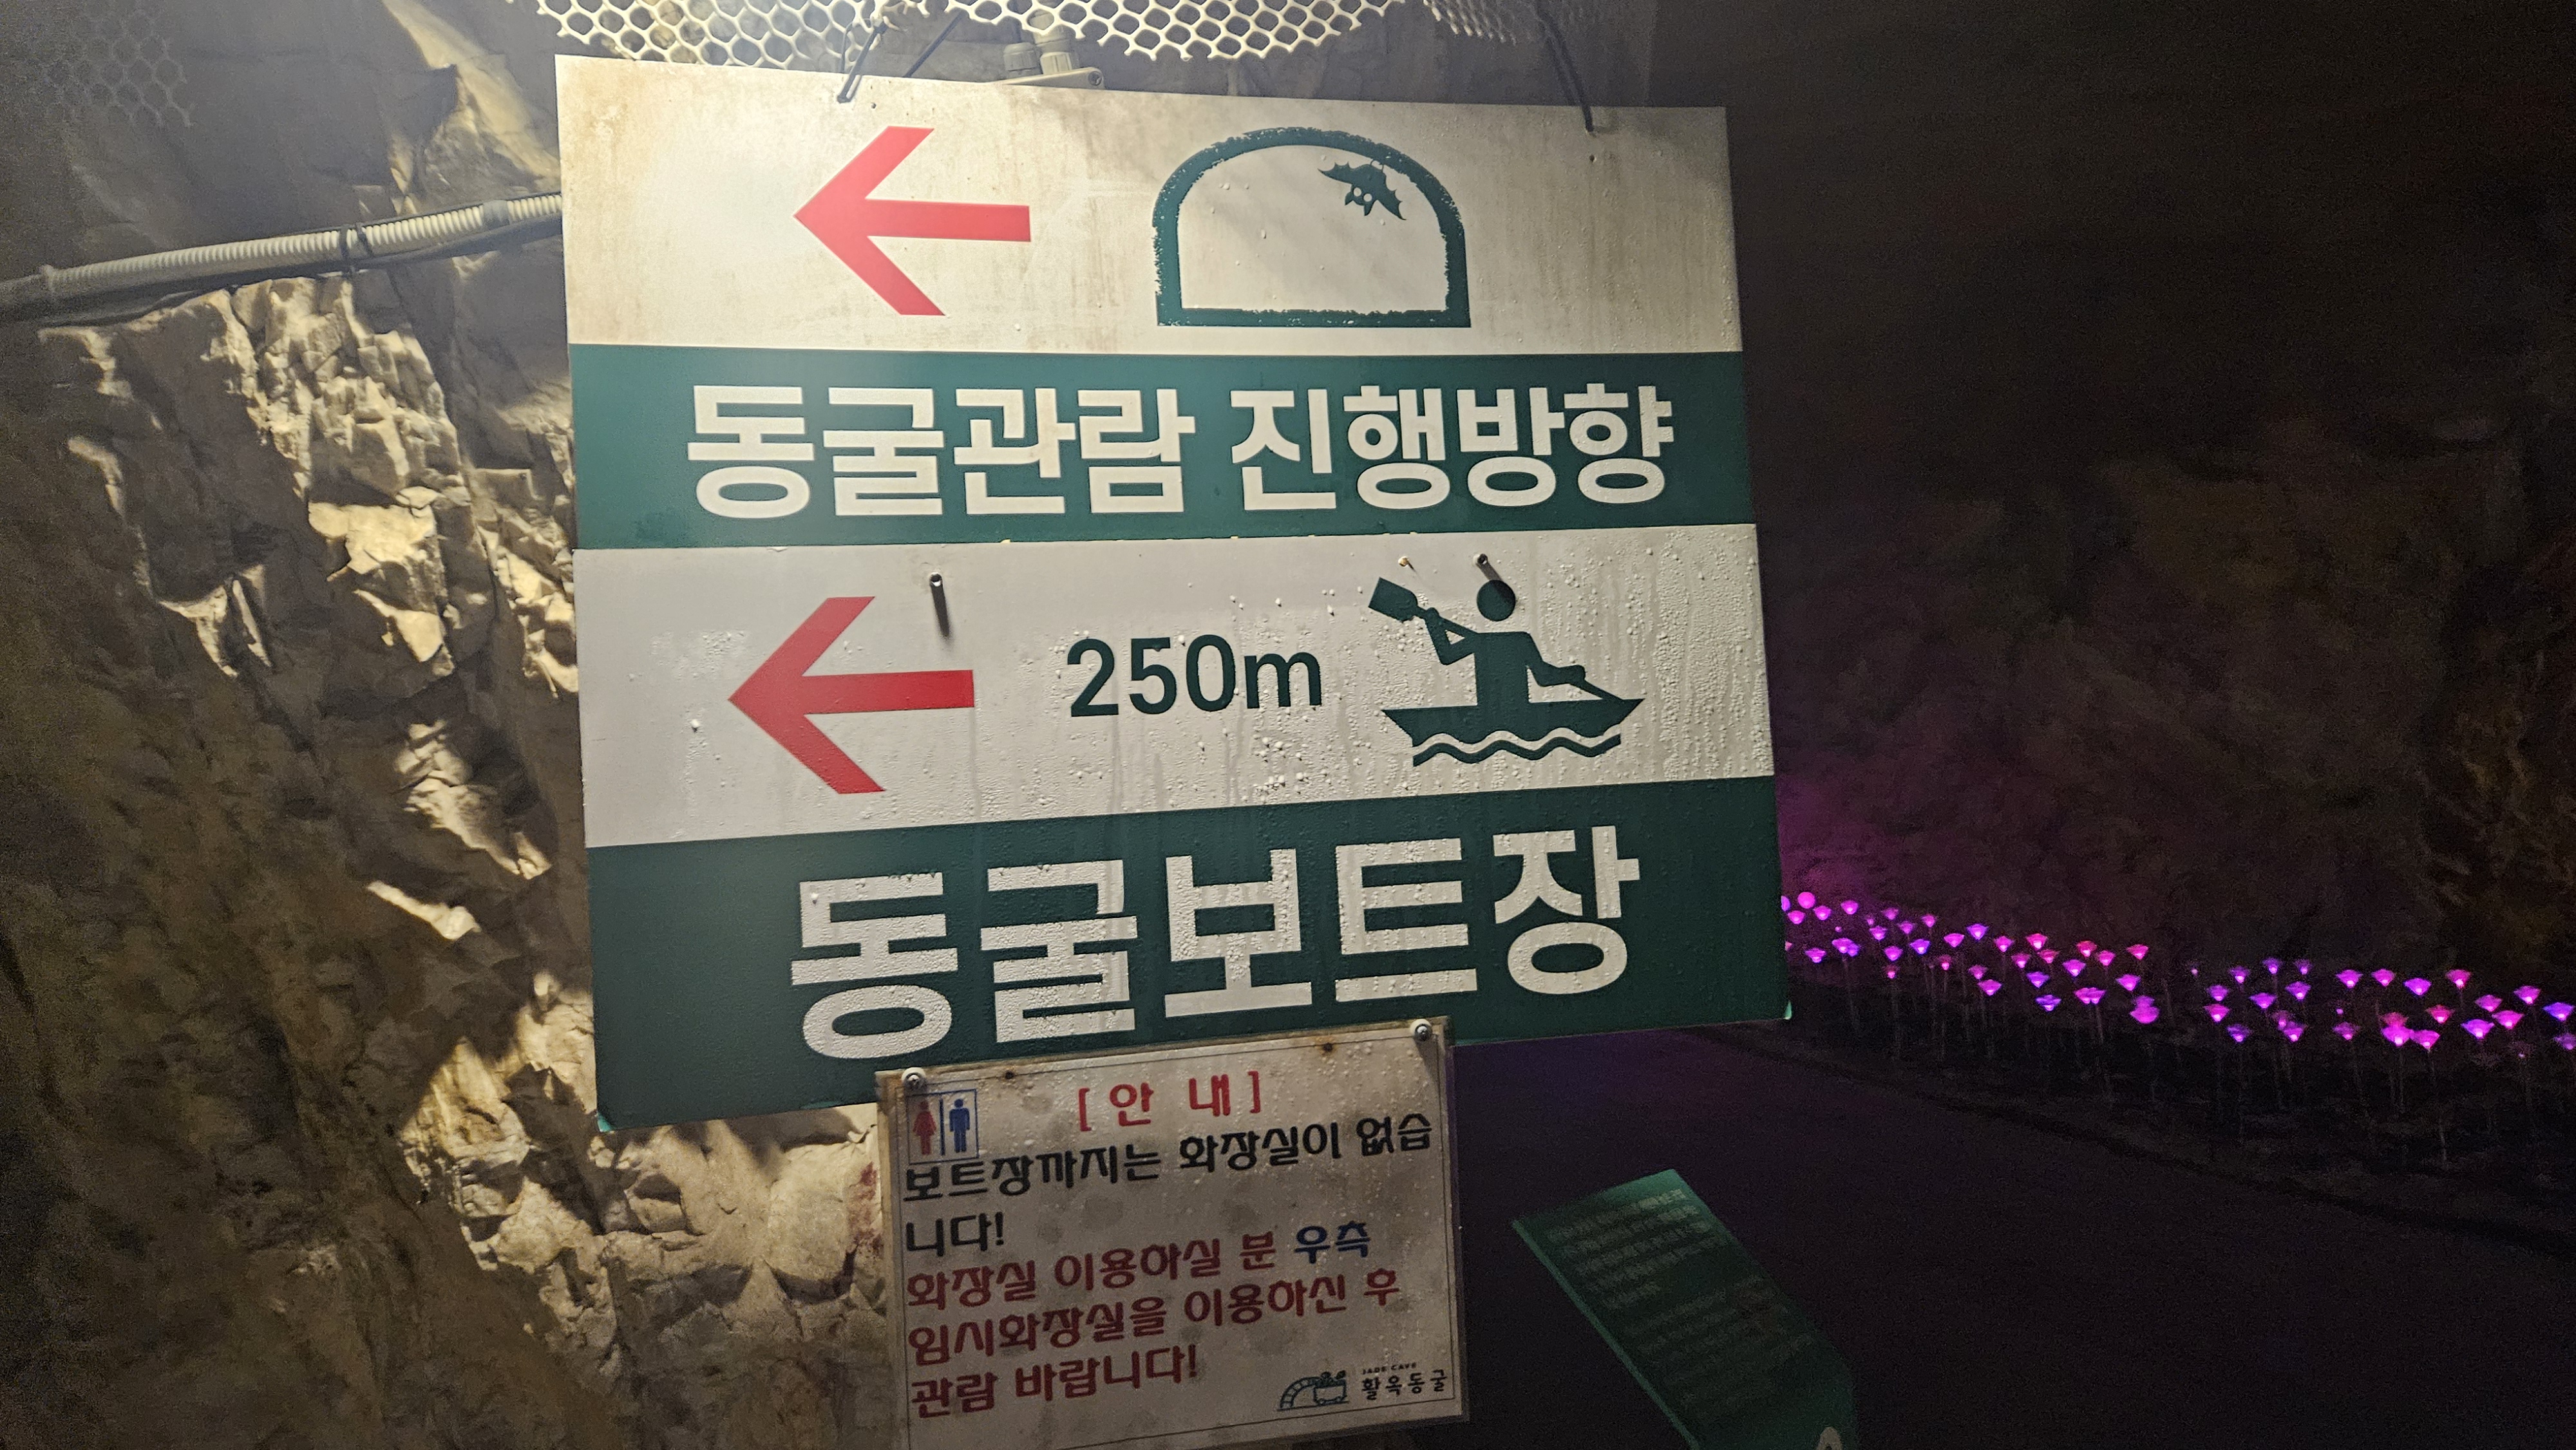 동굴관람 진행방향
250m
동굴보트장
[안 내]
보트장까지는 화장실이 없습
니다!
화장실 이용하실 분 우측
임시화장실을 이용하신 후
관람 바랍니다!
JADE CAVE
활옥동굴